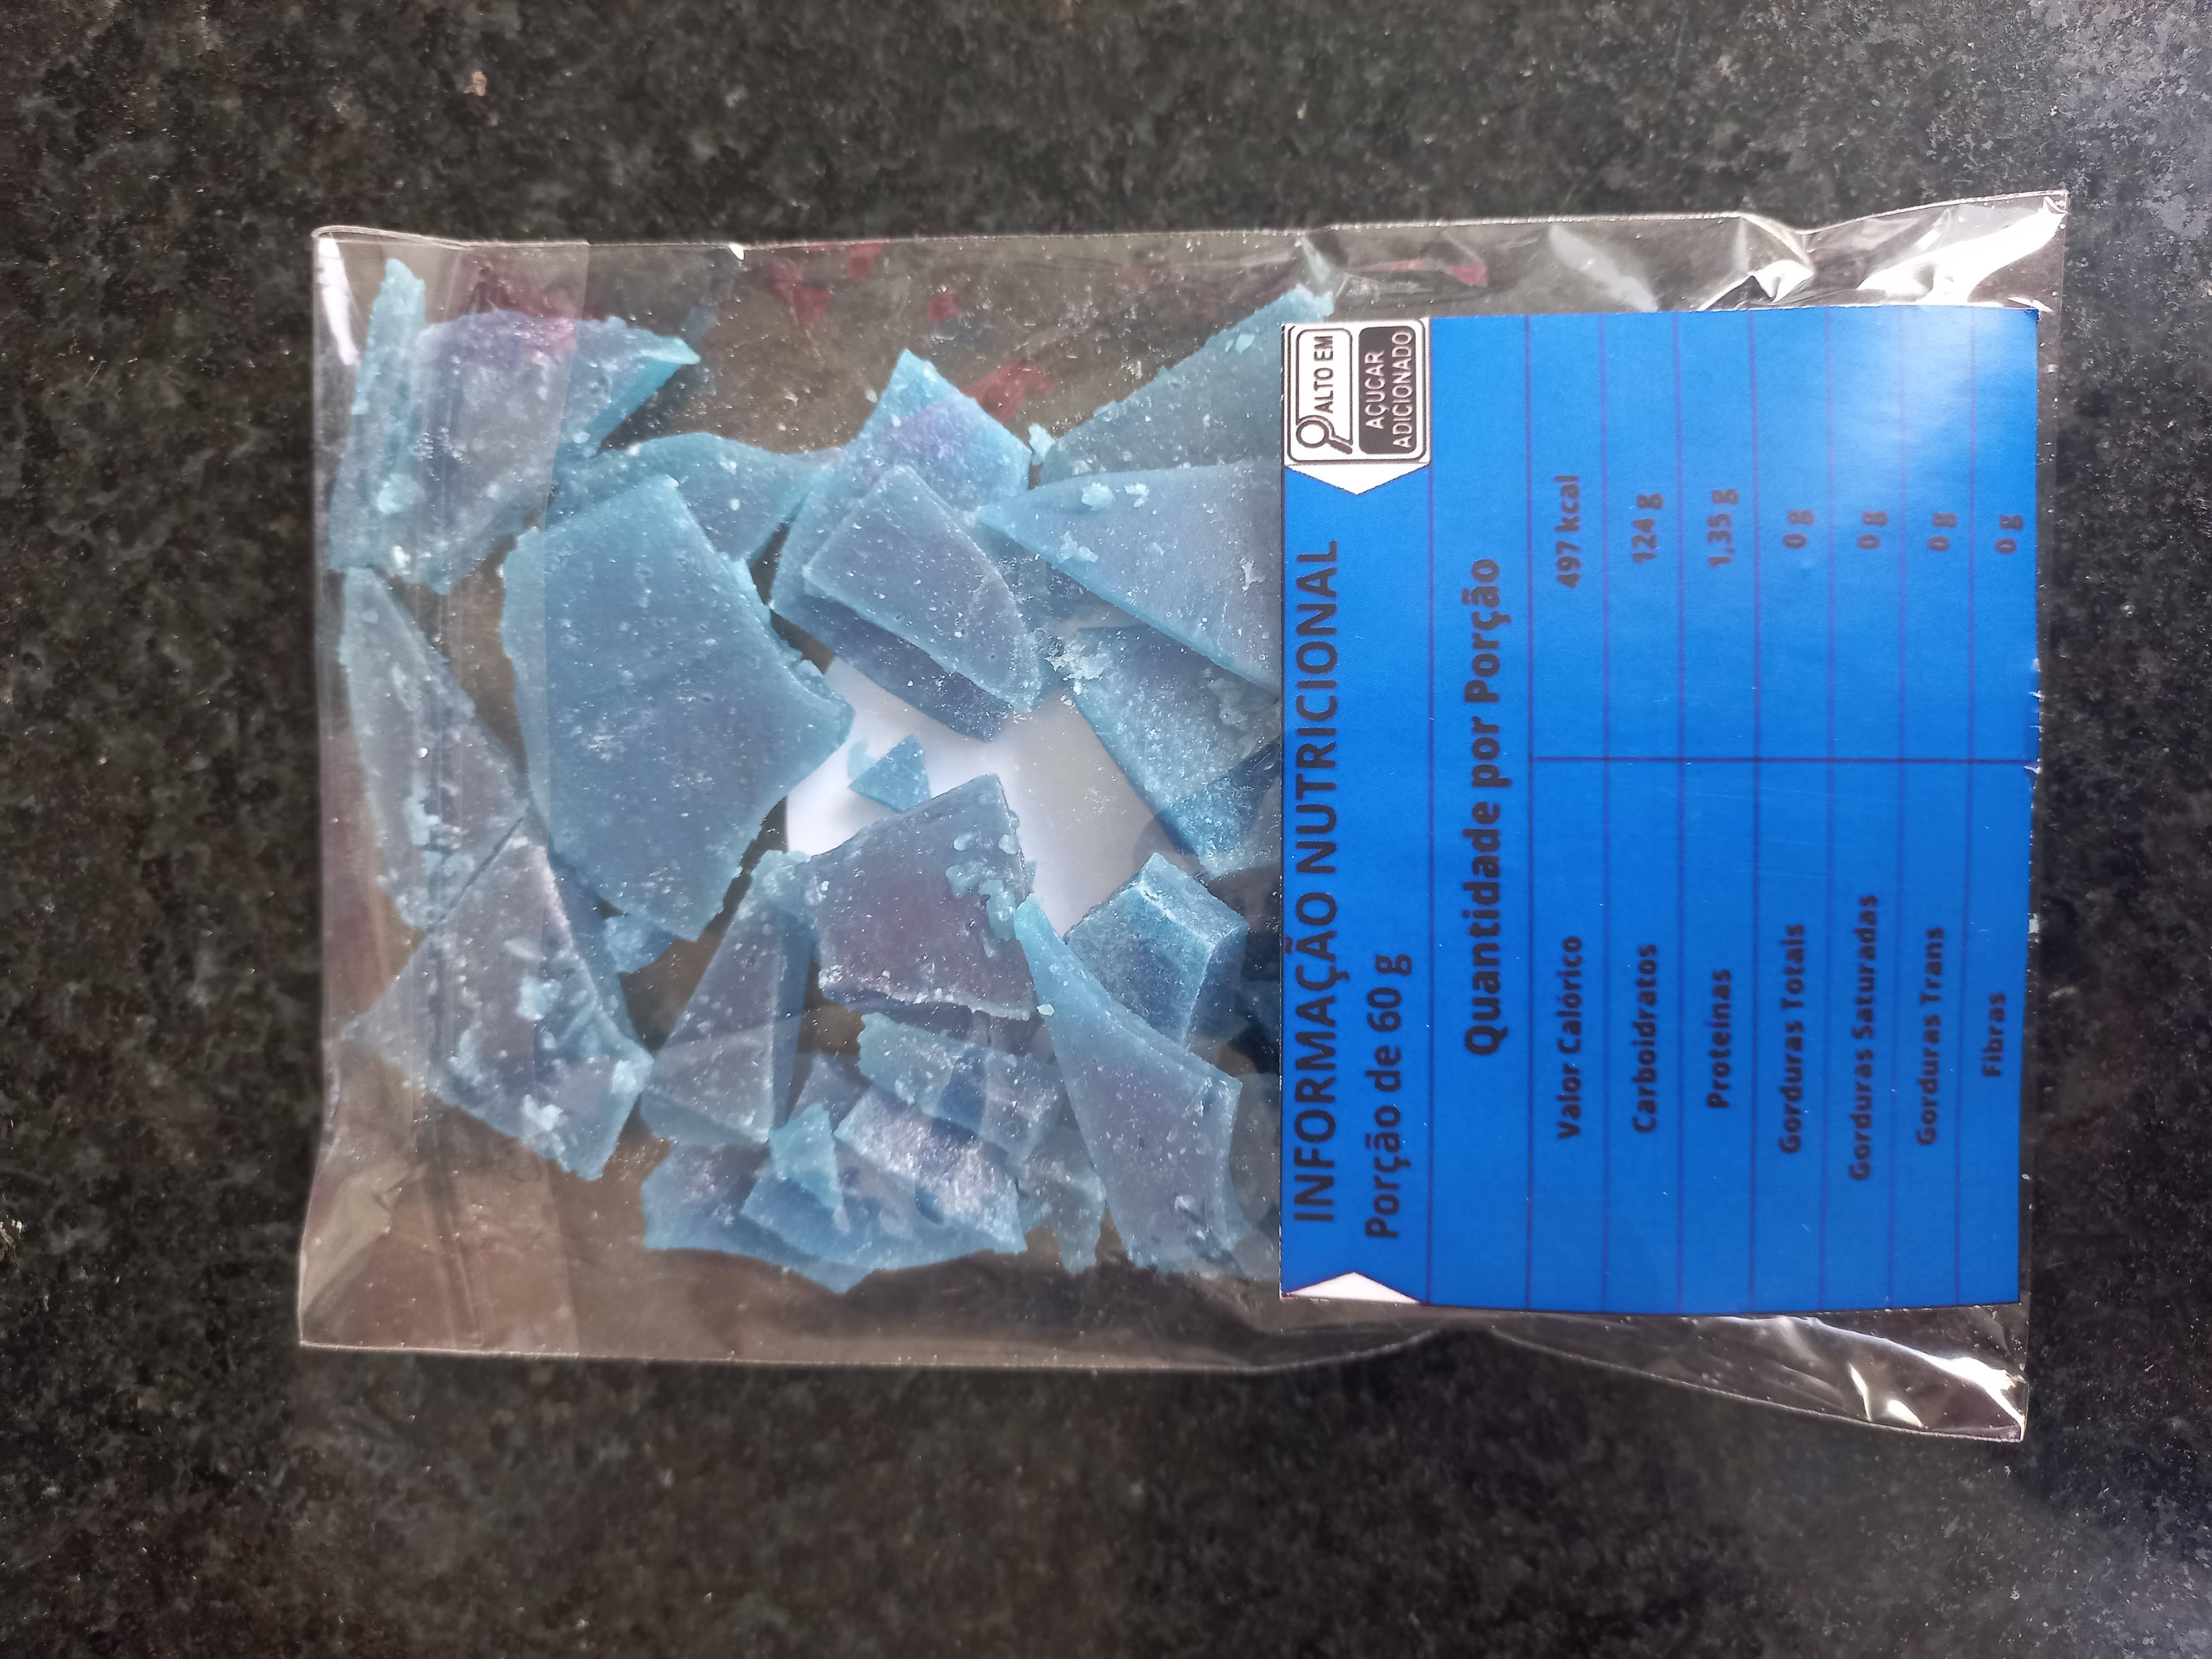 INFORMAÇÃO NUTRICIONAL
ALTO EM
Porção de 60 g
AÇUCAR
ADICIONADO
Quantidade por Porção
Valor Calórico 497 kcal
Carboidratos 124 g
Proteínas 1,35 g
Gorduras Totais 0 g
Gorduras Saturadas 0 g
Gorduras Trans 0 g
Fibras 0 g